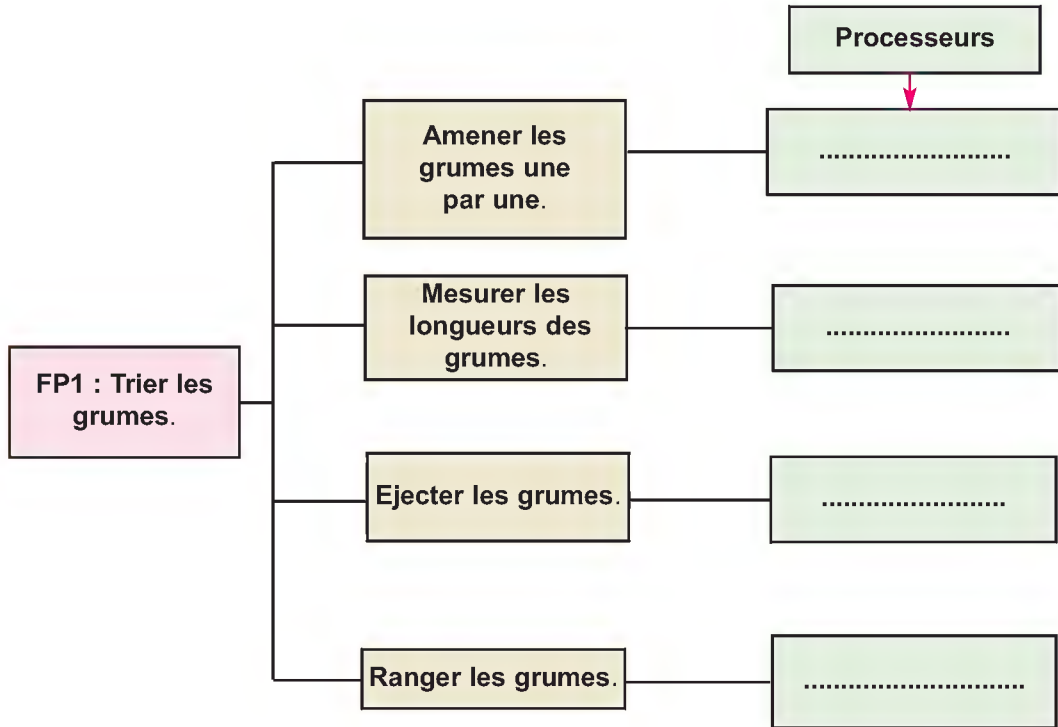 Processeurs
Amener les
grumes une
par une.
..........................
Mesurer les
longueurs des
grumes.
..........................
FP1 : Trier les
grumes.
Ejecter les grumes.
..........................
Ranger les grumes.
..........................